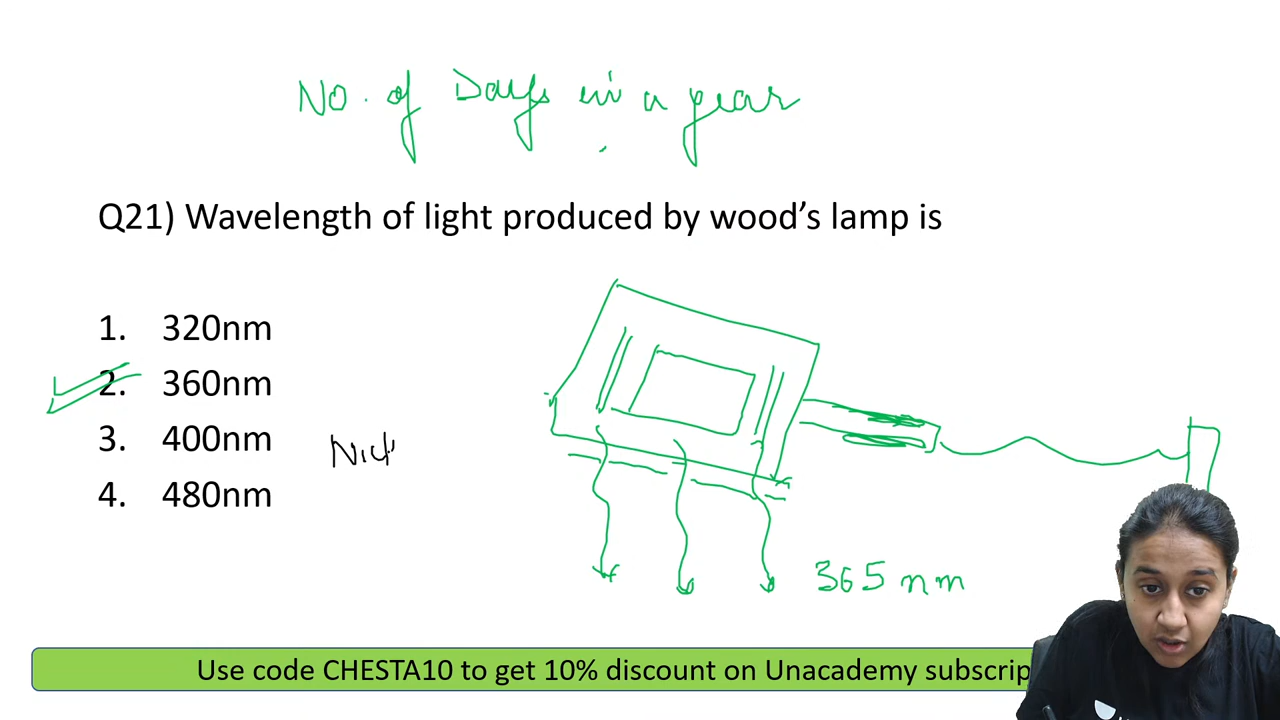 No. of Days in a year
Q21) Wavelength of light produced by wood’s lamp is
1. 320nm
2. 360nm
3. 400nm
4. 480nm
365 nm
Use code CHESTA10 to get 10% discount on Unacademy subscrip